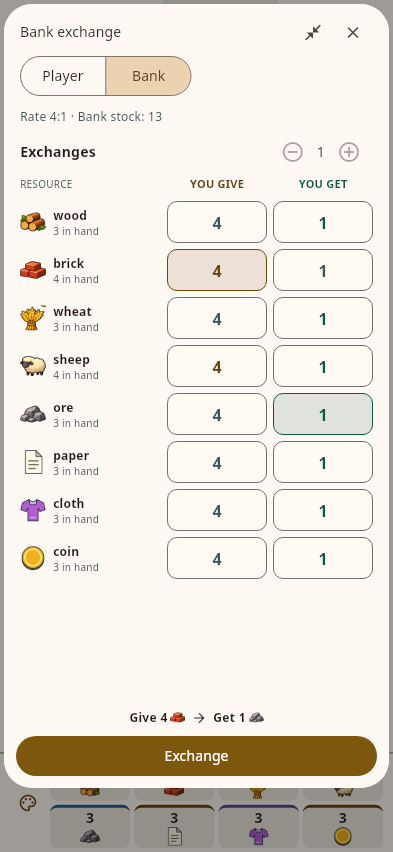 Bank exchange
Player Bank
Rate 4:1 · Bank stock: 13
Exchanges 1
RESOURCE YOU GIVE YOU GET
wood
3 in hand
4 1
brick
4 in hand
4 1
wheat
3 in hand
4 1
sheep
4 in hand
4 1
ore
3 in hand
4 1
paper
3 in hand
4 1
cloth
3 in hand
4 1
coin
3 in hand
4 1
Give 4 → Get 1
Exchange
3 3 3 3